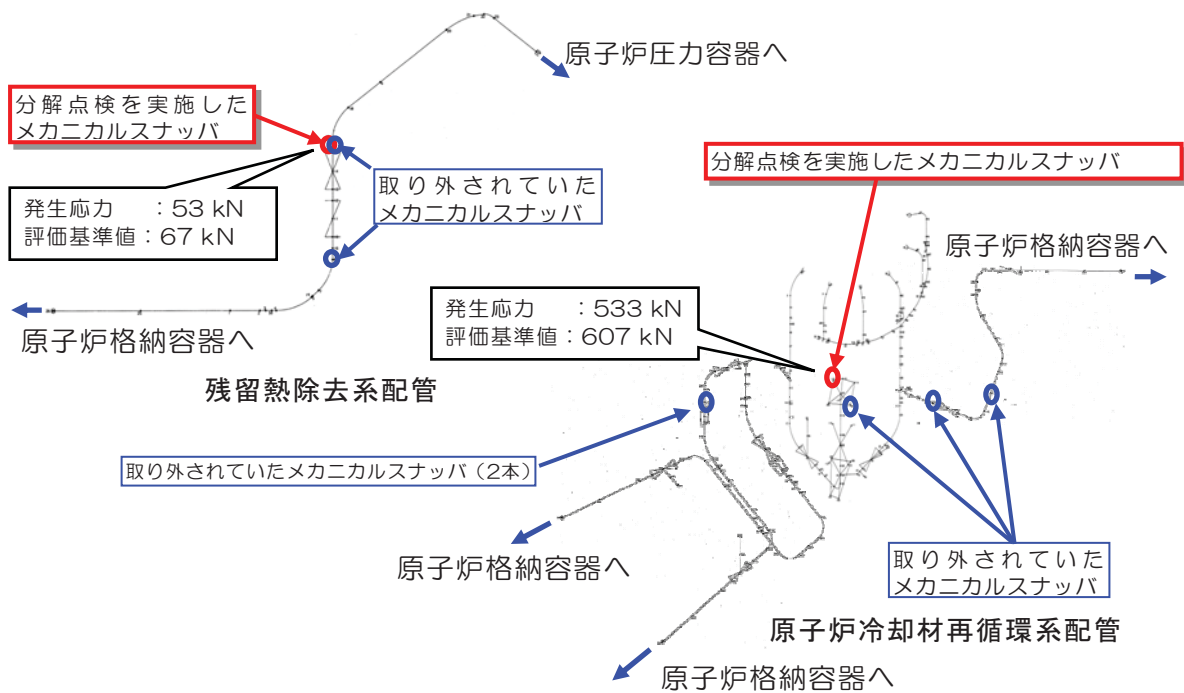 原子炉圧力容器へ
分解点検を実施した
メカニカルスナッバ
発生応力　：53 kN
評価基準値：67 kN
取り外されていた
メカニカルスナッバ
原子炉格納容器へ
残留熱除去系配管
分解点検を実施したメカニカルスナッバ
原子炉格納容器へ
発生応力　：533 kN
評価基準値：607 kN
取り外されていたメカニカルスナッバ（2本）
原子炉格納容器へ
取り外されていた
メカニカルスナッバ
原子炉冷却材再循環系配管
原子炉格納容器へ